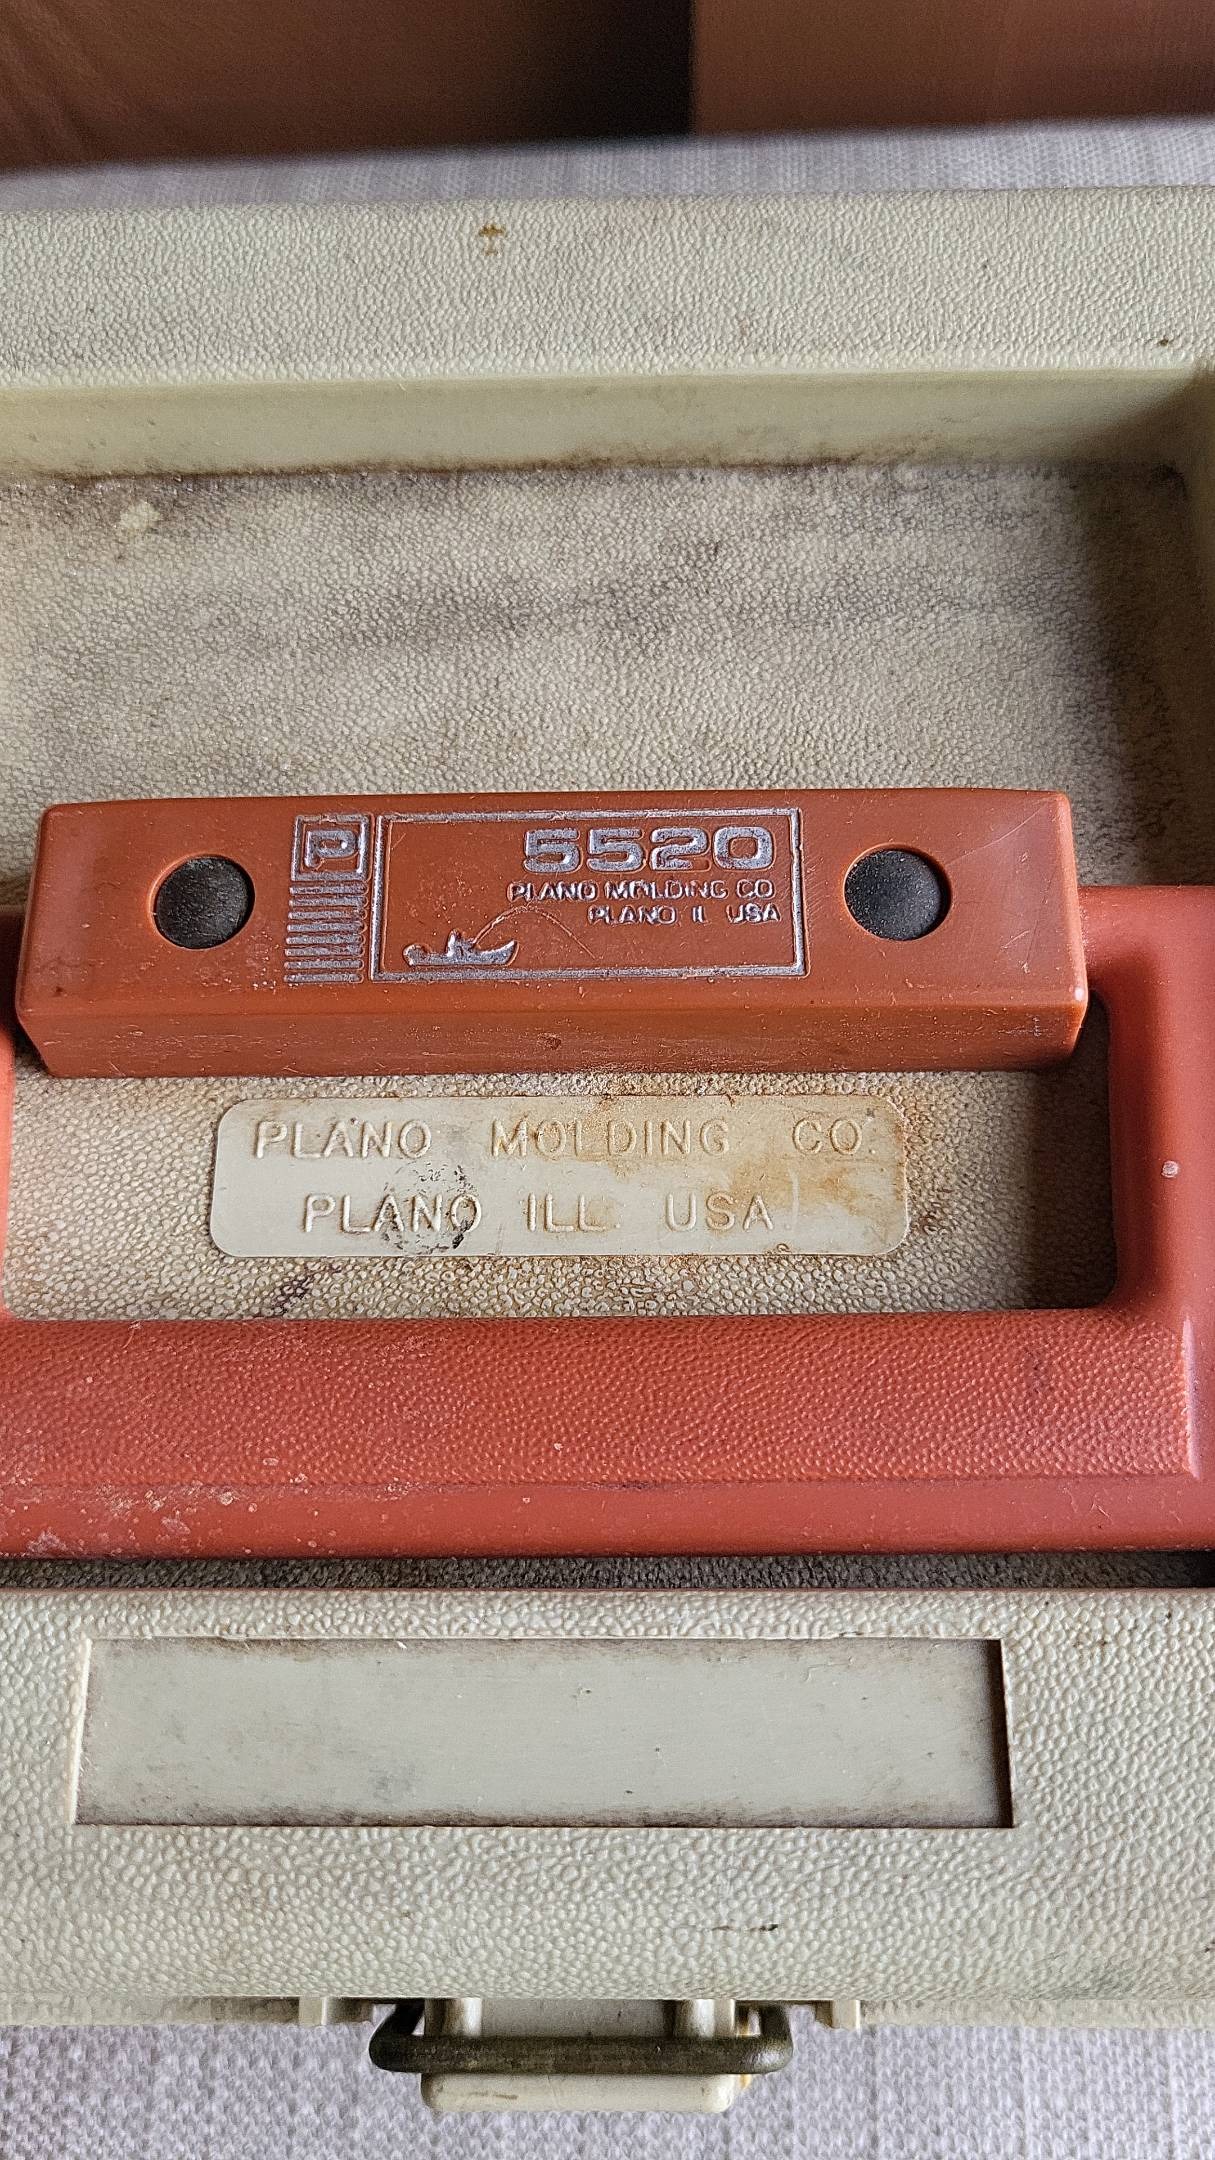 P
5520
PLANO MOLDING CO
PLANO IL USA
PLANO MOLDING CO.
PLANO ILL. USA